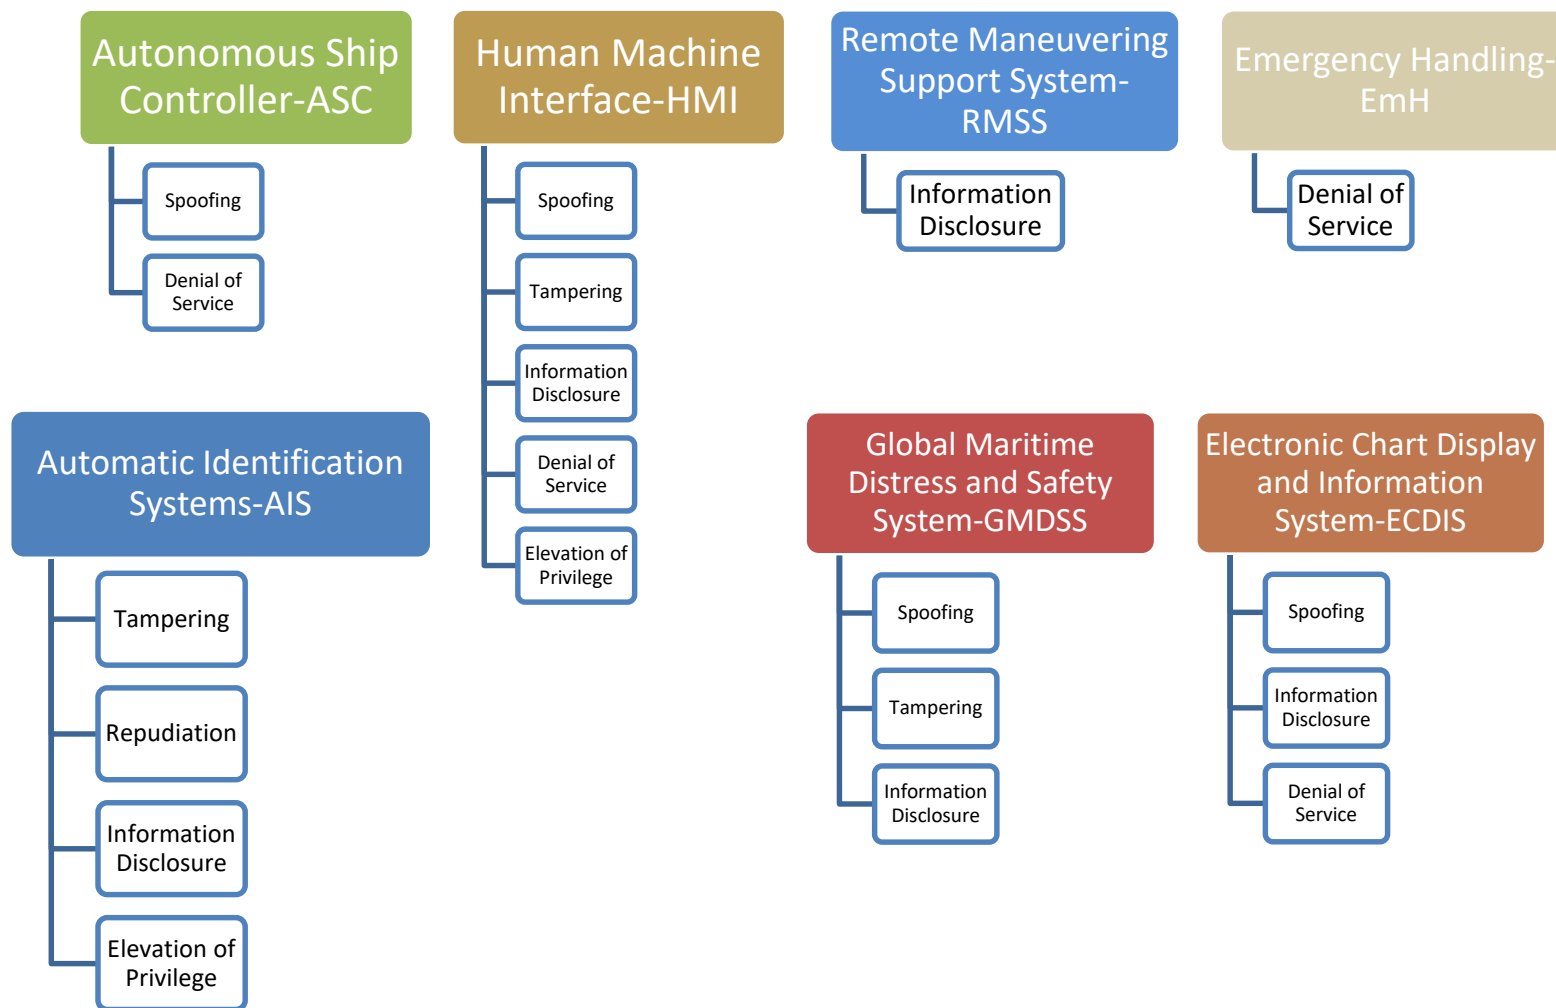 Autonomous Ship
Controller-ASC
Spoofing
Denial of
Service
Human Machine
Interface-HMI
Spoofing
Tampering
Information
Disclosure
Denial of
Service
Elevation of
Privilege
Remote Maneuvering
Support System-
RMSS
Information
Disclosure
Emergency Handling-
EmH
Denial of
Service
Automatic Identification
Systems-AIS
Tampering
Repudiation
Information
Disclosure
Elevation of
Privilege
Global Maritime
Distress and Safety
System-GMDSS
Spoofing
Tampering
Information
Disclosure
Electronic Chart Display
and Information
System-ECDIS
Spoofing
Information
Disclosure
Denial of
Service